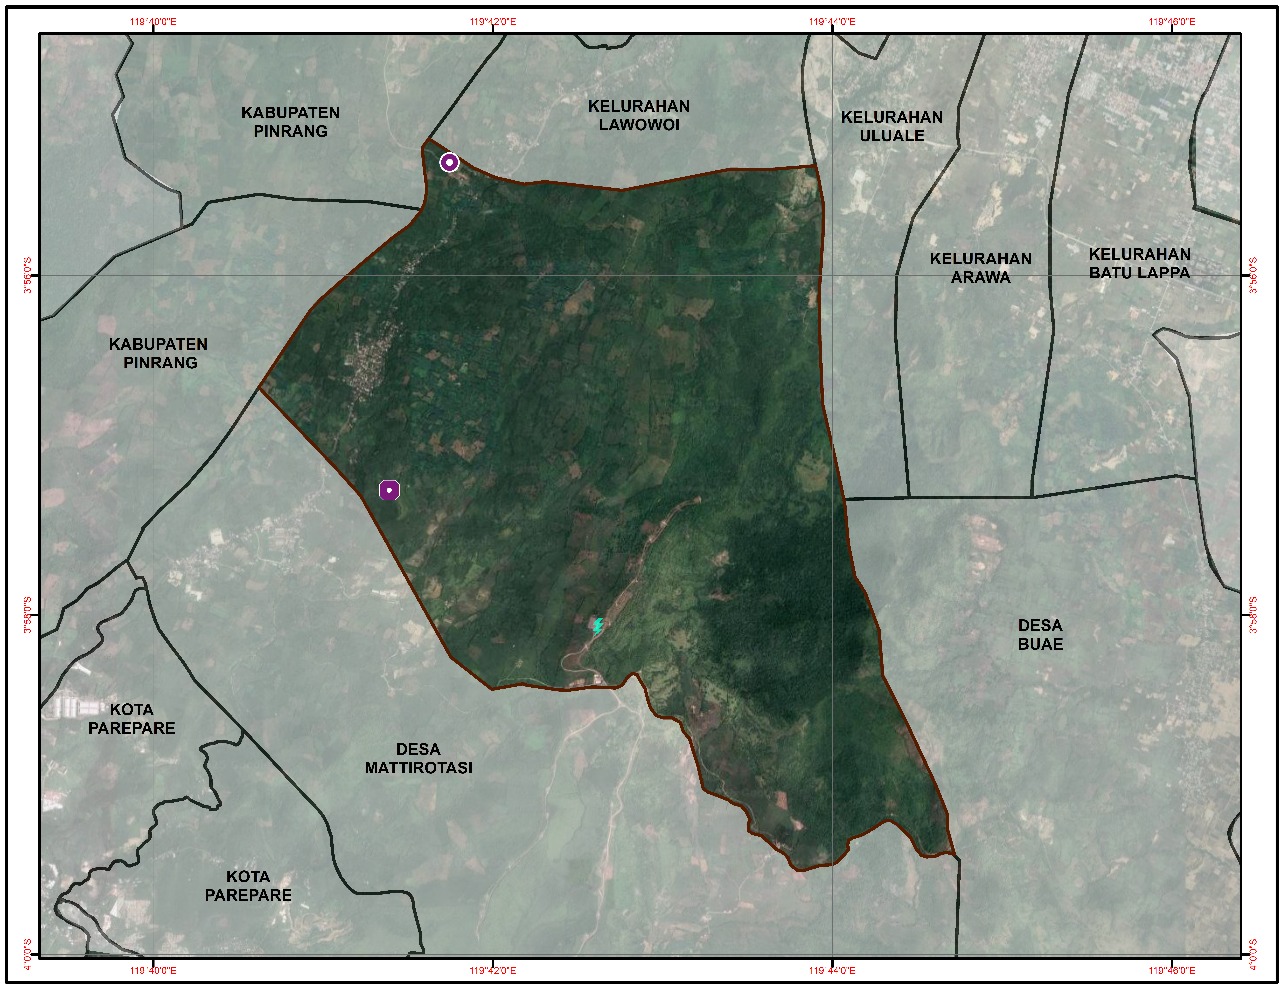 119°40'0"E
119°42'0"E
119°44'0"E
119°46'0"E
KABUPATEN
PINRANG
KELURAHAN
LAWOWOI
KELURAHAN
ULUALE
3°56'0"S
KELURAHAN
ARAWA
KELURAHAN
BATU LAPPA
3°56'0"S
KABUPATEN
PINRANG
3°58'0"S
DESA
BUAE
3°58'0"S
KOTA
PAREPARE
DESA
MATTIROTASI
KOTA
PAREPARE
4°0'0"S
4°0'0"S
119°40'0"E
119°42'0"E
119°44'0"E
119°46'0"E